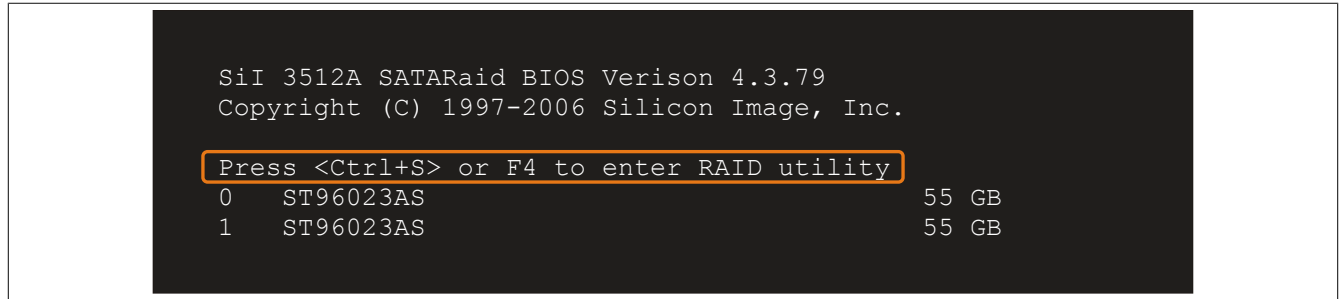 SiI 3512A SATARaid BIOS Verison 4.3.79
Copyright (C) 1997-2006 Silicon Image, Inc.
Press <Ctrl+S> or F4 to enter RAID utility
0 ST96023AS 55 GB
1 ST96023AS 55 GB